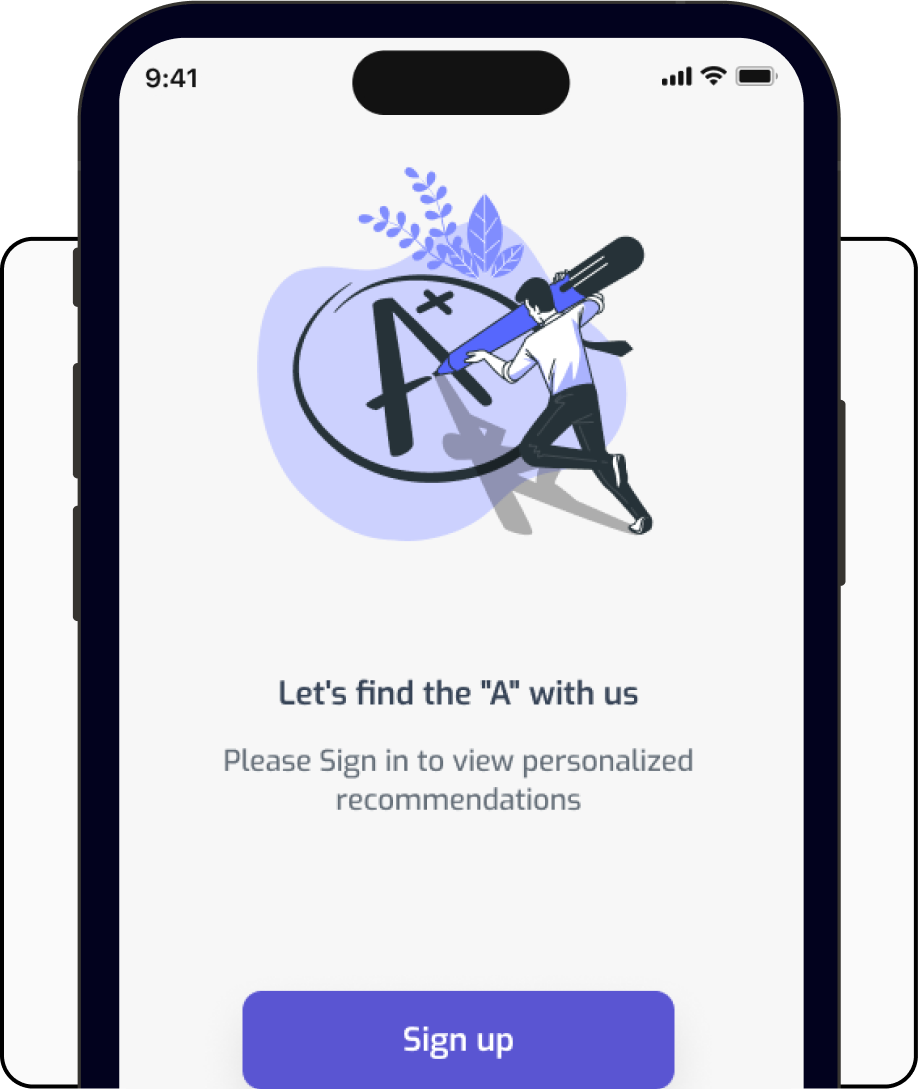 9:41
A+
Let's find the "A" with us
Please Sign in to view personalized
recommendations
Sign up